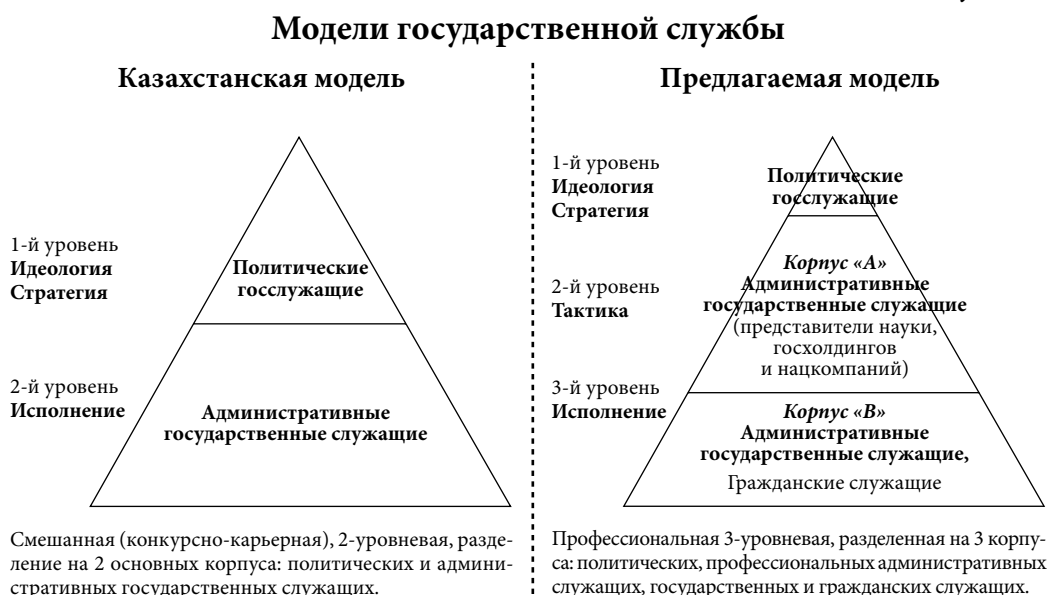 Модели государственной службы
Казахстанская модель
1-й уровень
Идеология
Стратегия
Политические
госслужащие
2-й уровень
Исполнение
Административные
государственные служащие
Смешанная (конкурсно-карьерная), 2-уровневая, разде-
ление на 2 основных корпуса: политических и админи-
стративных государственных служащих.
Предлагаемая модель
1-й уровень
Идеология
Стратегия
Политические
госслужащие
2-й уровень
Тактика
Корпус «А»
Административные
государственные служащие
(представители науки,
госхолдингов
и нацкомпаний)
3-й уровень
Исполнение
Корпус «В»
Административные
государственные служащие,
Гражданские служащие
Профессиональная 3-уровневая, разделенная на 3 корпу-
са: политических, профессиональных административных
служащих, государственных и гражданских служащих.